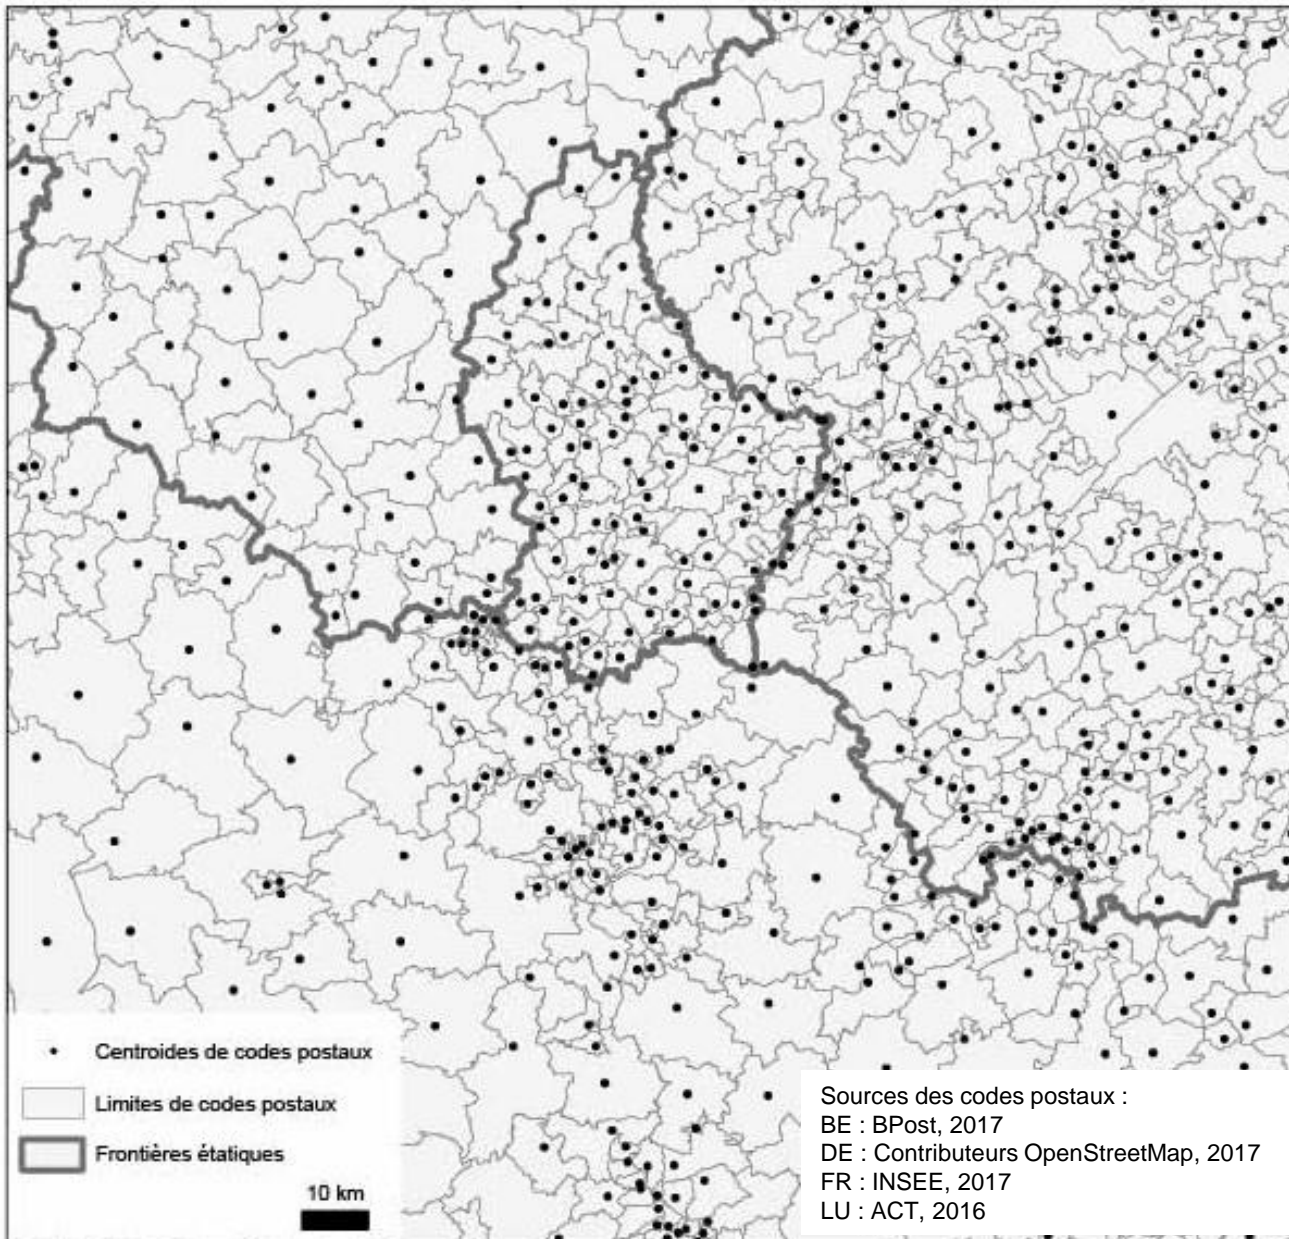 Centroides de codes postaux
Limites de codes postaux
Frontières étatiques
10 km
Sources des codes postaux :
BE : BPost, 2017
DE : Contributeurs OpenStreetMap, 2017
FR : INSEE, 2017
LU : ACT, 2016